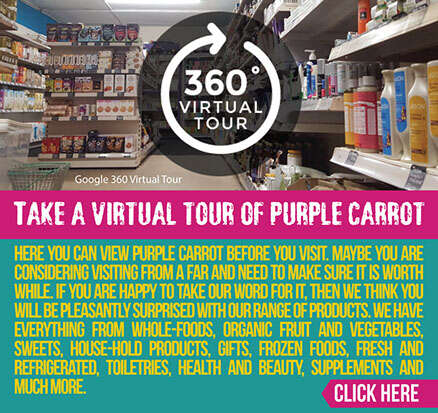 360°
VIRTUAL
TOUR
Google 360 Virtual Tour
TAKE A VIRTUAL TOUR OF PURPLE CARROT
HERE YOU CAN VIEW PURPLE CARROT BEFORE YOU VISIT. MAYBE YOU ARE
CONSIDERING VISITING FROM A FAR AND NEED TO MAKE SURE IT IS WORTH
WHILE. IF YOU ARE HAPPY TO TAKE OUR WORD FOR IT, THEN WE THINK YOU
WILL BE PLEASANTLY SURPRISED WITH OUR RANGE OF PRODUCTS. WE HAVE
EVERYTHING FROM WHOLE-FOODS, ORGANIC FRUIT AND VEGETABLES,
SWEETS, HOUSE-HOLD PRODUCTS, GIFTS, FROZEN FOODS, FRESH AND
REFRIGERATED, TOILETRIES, HEALTH AND BEAUTY, SUPPLEMENTS AND
MUCH MORE.
CLICK HERE